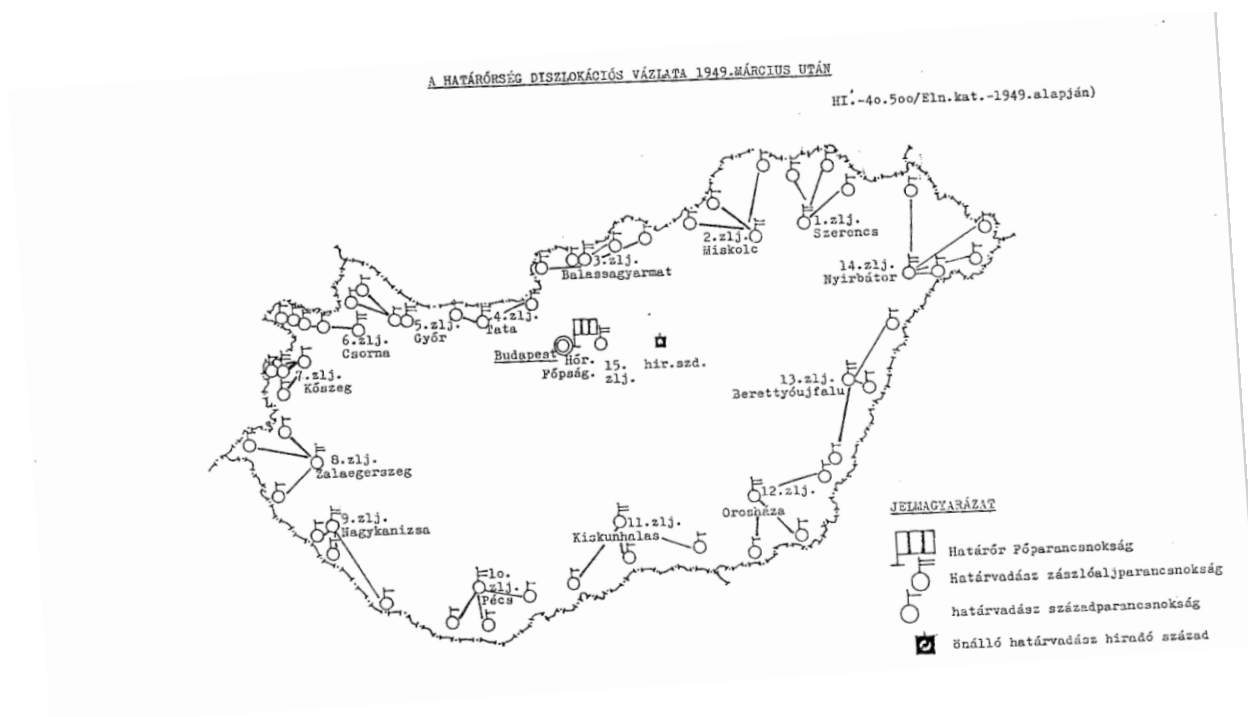 A HATÁRŐRSÉG DISZLOKÁCIÓS VÁZLATA 1949.MÁRCIUS UTÁN
HI.-4o.5oo/Eln.kat.-1949.alapján)
1.zlj.
Szerencs
2.zlj.
Miskolc
3.zlj.
Balassagyarmat
14.zlj.
Nyirbátor
4.zlj.
Tata
5.zlj.
Győr
6.zlj.
Csorna
Budapest
Hőr.
Főpság.
15.
zlj.
hir.szd.
7.zlj.
Kőszeg
13.zlj.
Berettyóujfalu
8.zlj.
Zalaegerszeg
12.zlj.
Orosháza
9.zlj.
Nagykanizsa
11.zlj.
Kiskunhalas
1o.
zlj.
Pécs
JELMAGYARÁZAT
Határőr Főparancsnokság
Határvadász zászlóaljparancsnokság
határvadász századparancsnokság
önálló határvadász hiradó század